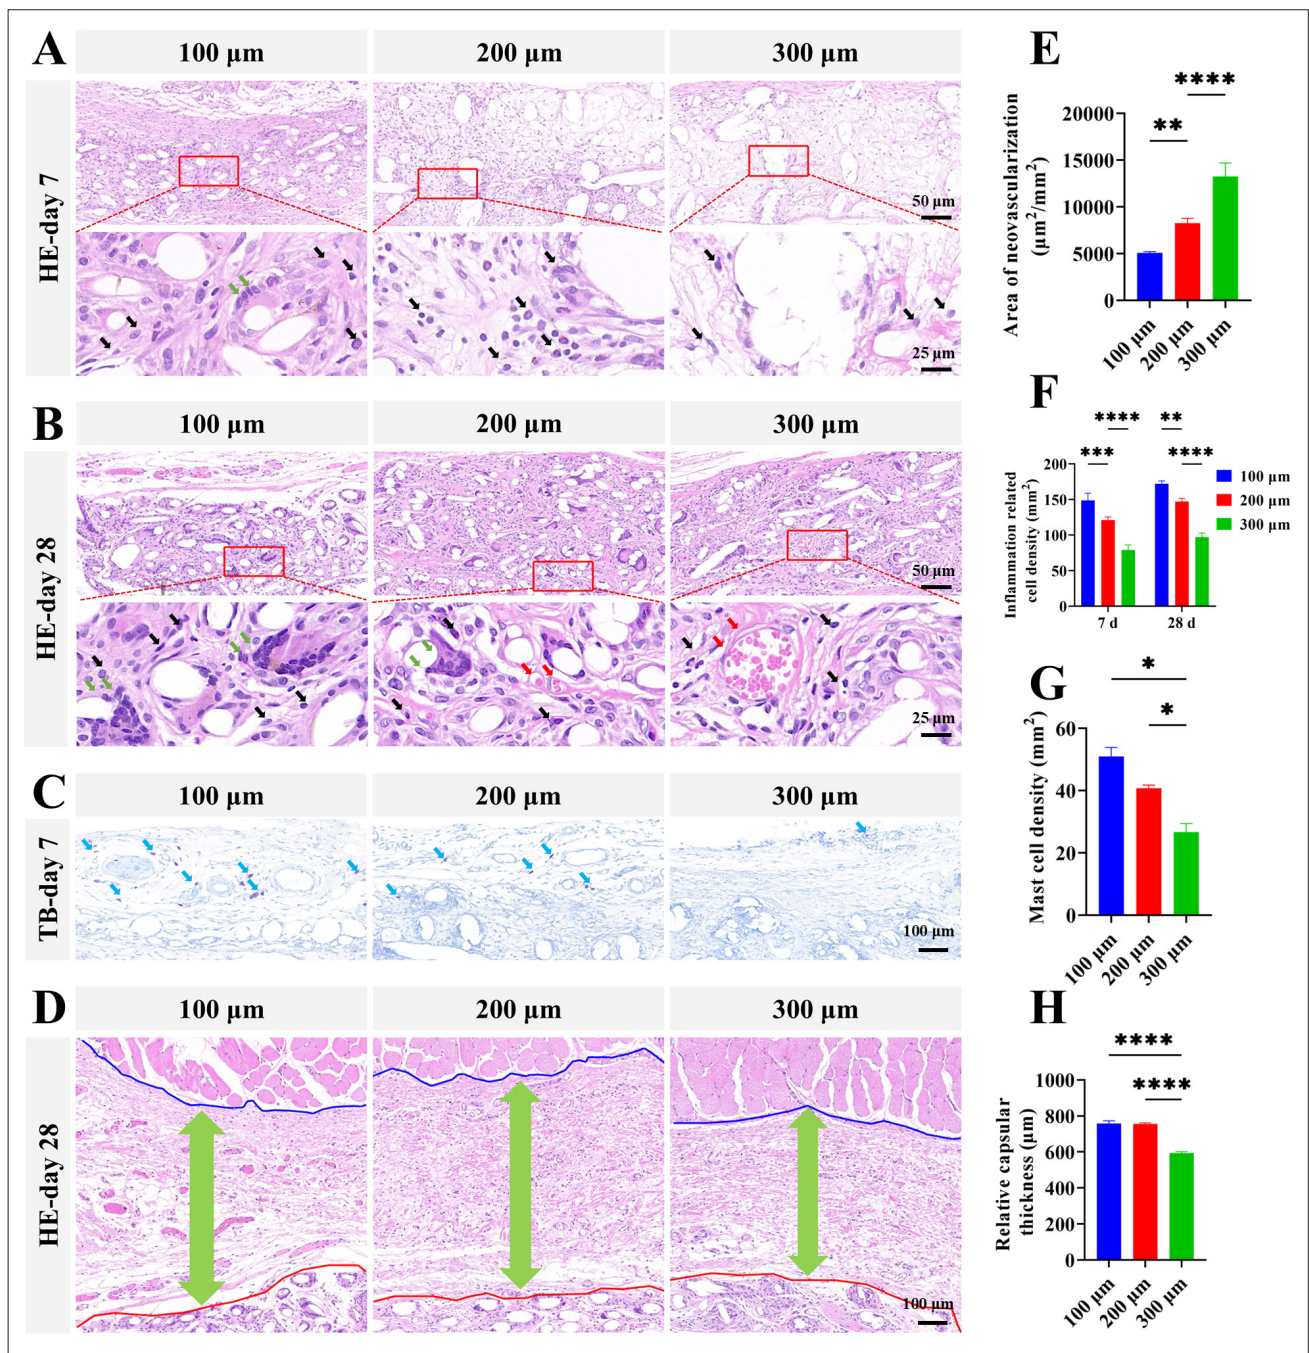 A
100 µm
200 µm
300 µm
HE-day 7
50 µm
25 µm
B
100 µm
200 µm
300 µm
HE-day 28
50 µm
25 µm
C
100 µm
200 µm
300 µm
TB-day 7
100 µm
D
100 µm
200 µm
300 µm
HE-day 28
100 µm
E
****
**
Area of neovascularization
(µm²/mm²)
20000
15000
10000
5000
0
100 µm
200 µm
300 µm
F
****
**
***
****
Inflammation related
cell density (mm²)
200
150
100
50
0
7 d
28 d
100 µm
200 µm
300 µm
G
*
*
Mast cell density (mm²)
60
40
20
0
100 µm
200 µm
300 µm
H
****
****
Relative capsular
thickness (µm)
1000
800
600
400
200
0
100 µm
200 µm
300 µm